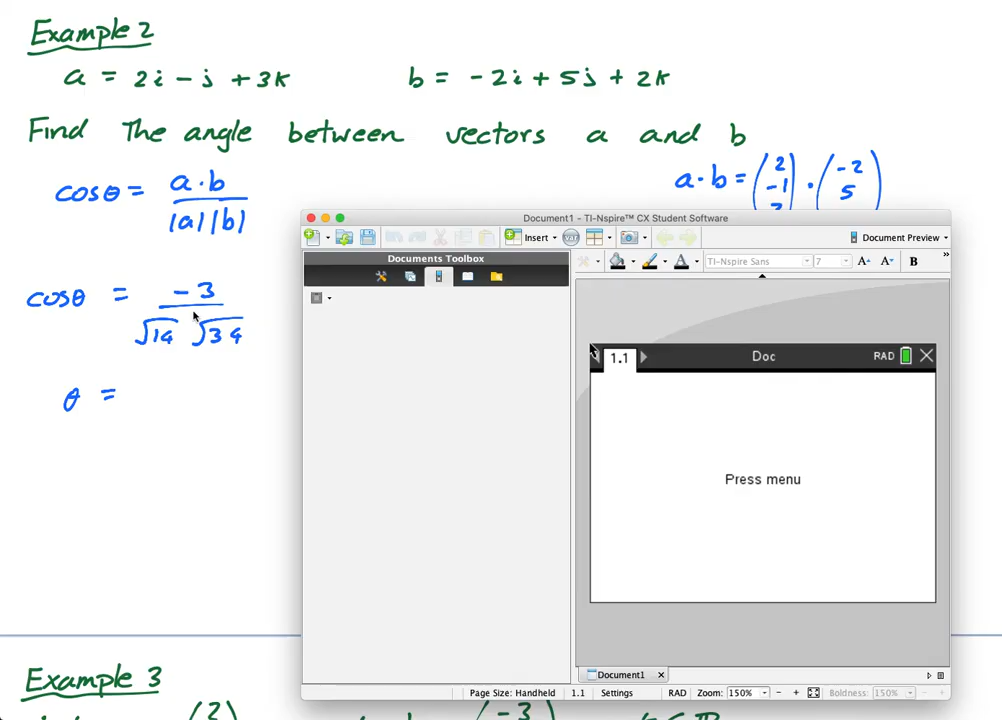 Example 2
a = 2i - j + 3k b = -2i + 5j + 2k
Find The angle between vectors a and b
cosθ = a·b / |a||b|
a·b = (2 -1 3) · (-2 5
cosθ = -3 / √14 √34
θ =
Document1 - TI-Nspire™ CX Student Software
Insert Document Preview
Documents Toolbox
TI-Nspire Sans 7 A+ A- B
1.1 Doc RAD
Press menu
Document1
Page Size: Handheld 1.1 Settings RAD Zoom: 150% - + Boldness: 150% - +
Example 3